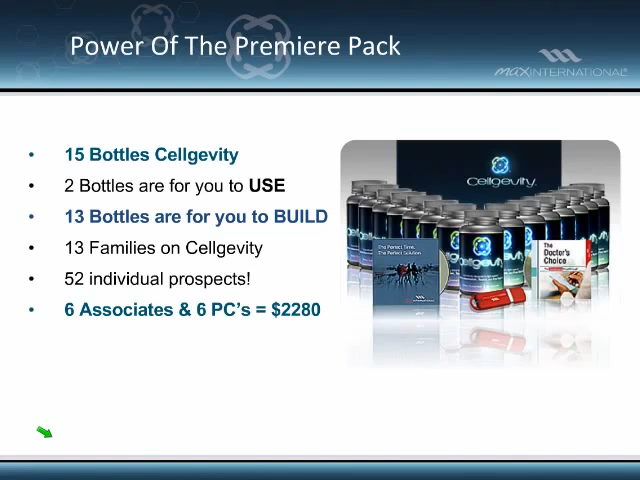 Power Of The Premiere Pack
MAXINTERNATIONAL®
• 15 Bottles Cellgevity
• 2 Bottles are for you to USE
• 13 Bottles are for you to BUILD
• 13 Families on Cellgevity
• 52 individual prospects!
• 6 Associates & 6 PC's = $2280
cellgevity
The Perfect Time.
The Perfect Solution.
The
Doctor's
Choice